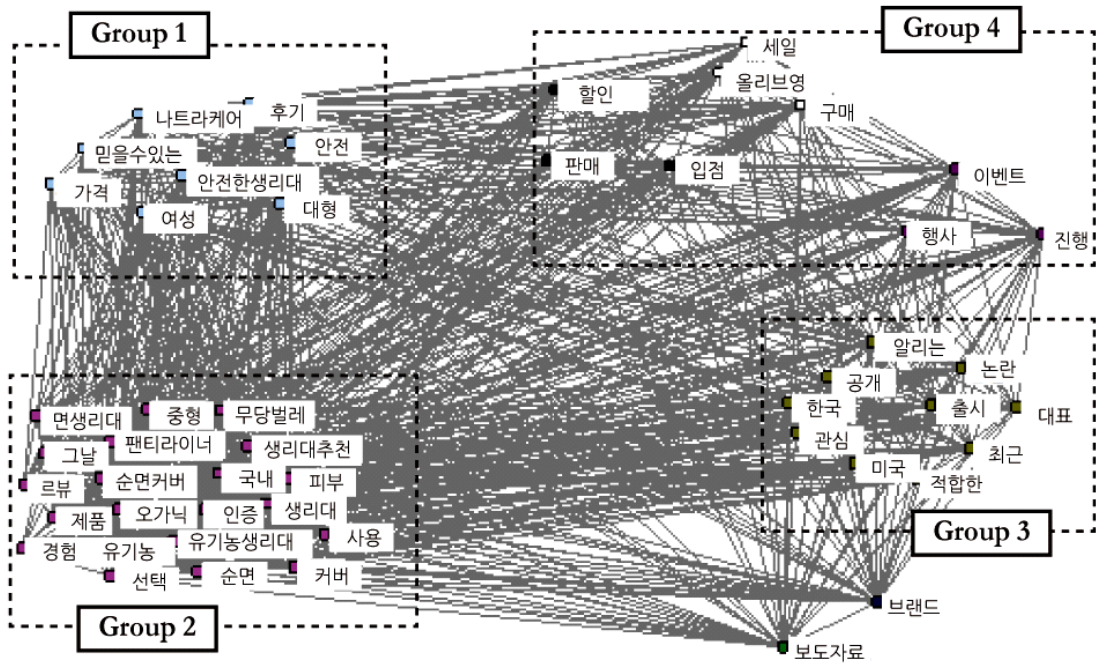 Group 1
나트라케어
후기
믿을수있는
안전
가격
안전한생리대
여성
대형
Group 4
세일
올리브영
할인
구매
판매
입점
이벤트
행사
진행
면생리대
중형
무당벌레
팬티라이너
생리대추천
그날
순면커버
국내
피부
르뷰
제품
오가닉
인증
생리대
경험
유기농
유기농생리대
사용
선택
순면
커버
Group 2
알리는
논란
공개
한국
출시
대표
관심
최근
미국
적합한
Group 3
브랜드
보도자료